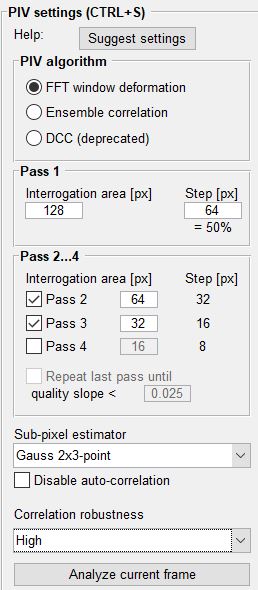 PIV settings (CTRL+S)
Help: Suggest settings
PIV algorithm
FFT window deformation
Ensemble correlation
DCC (deprecated)
Pass 1
Interrogation area [px] Step [px]
128 64
= 50%
Pass 2...4
Interrogation area [px] Step [px]
Pass 2 64 32
Pass 3 32 16
Pass 4 16 8
Repeat last pass until
quality slope < 0.025
Sub-pixel estimator
Gauss 2x3-point
Disable auto-correlation
Correlation robustness
High
Analyze current frame